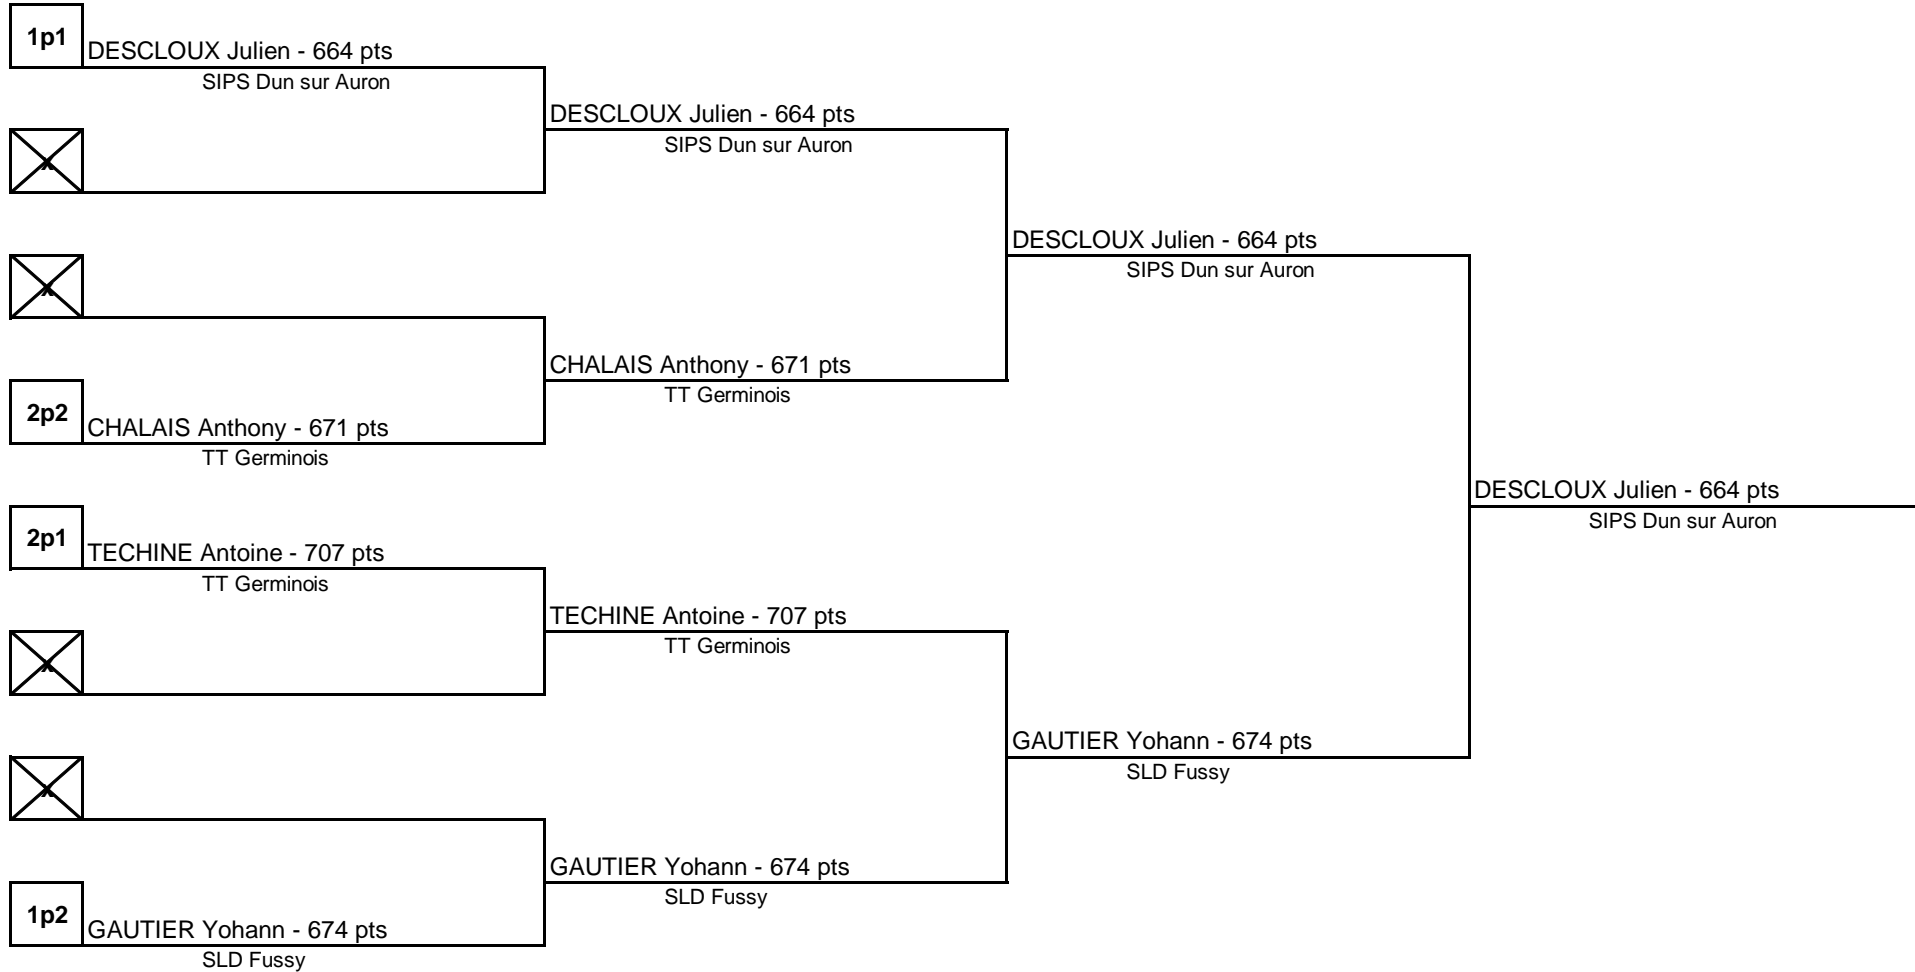 1p1
DESCLOUX Julien - 664 pts
SIPS Dun sur Auron
DESCLOUX Julien - 664 pts
SIPS Dun sur Auron
x
DESCLOUX Julien - 664 pts
SIPS Dun sur Auron
x
CHALAIS Anthony - 671 pts
TT Germinois
2p2
CHALAIS Anthony - 671 pts
TT Germinois
DESCLOUX Julien - 664 pts
SIPS Dun sur Auron
2p1
TECHINE Antoine - 707 pts
TT Germinois
TECHINE Antoine - 707 pts
TT Germinois
x
GAUTIER Yohann - 674 pts
SLD Fussy
x
GAUTIER Yohann - 674 pts
SLD Fussy
1p2
GAUTIER Yohann - 674 pts
SLD Fussy